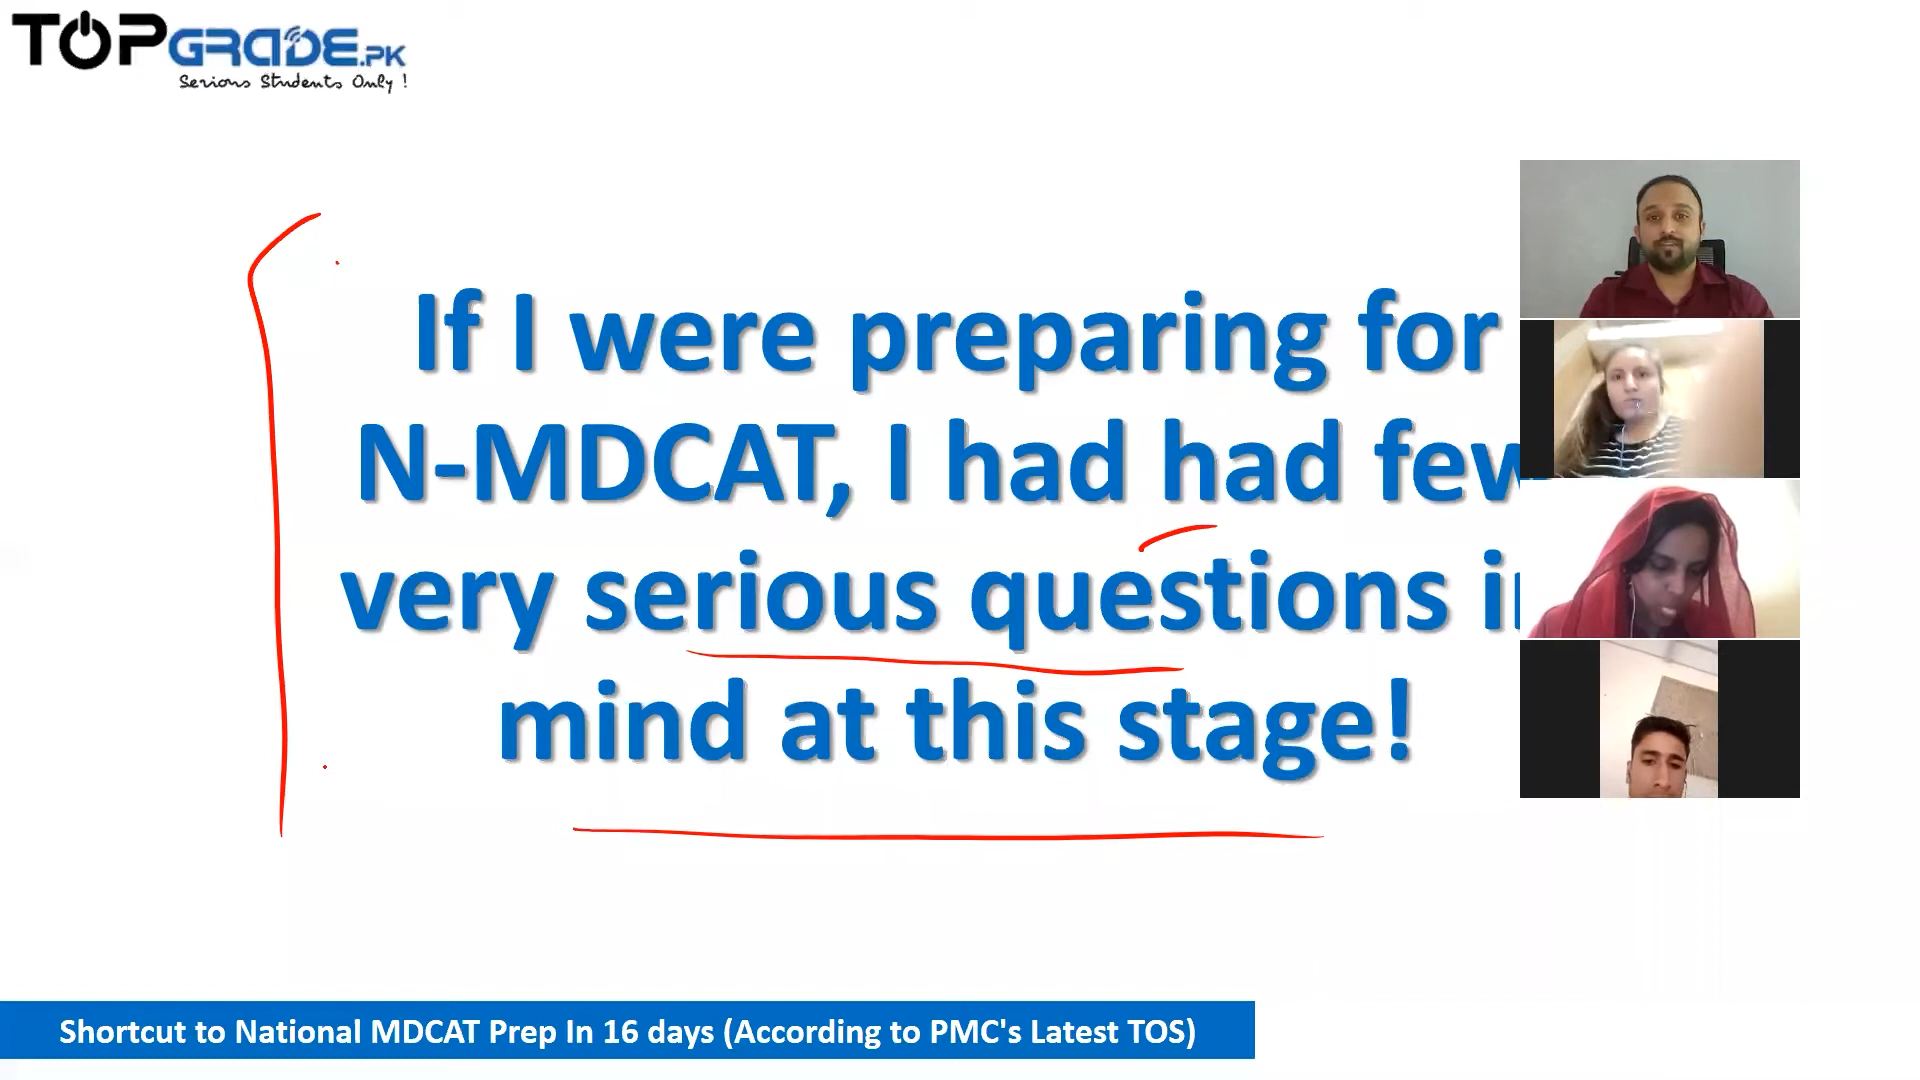 TOPGRADE.PK
Serious Students Only !
If I were preparing for
N-MDCAT, I had had few
very serious questions in
mind at this stage!
Shortcut to National MDCAT Prep In 16 days (According to PMC's Latest TOS)